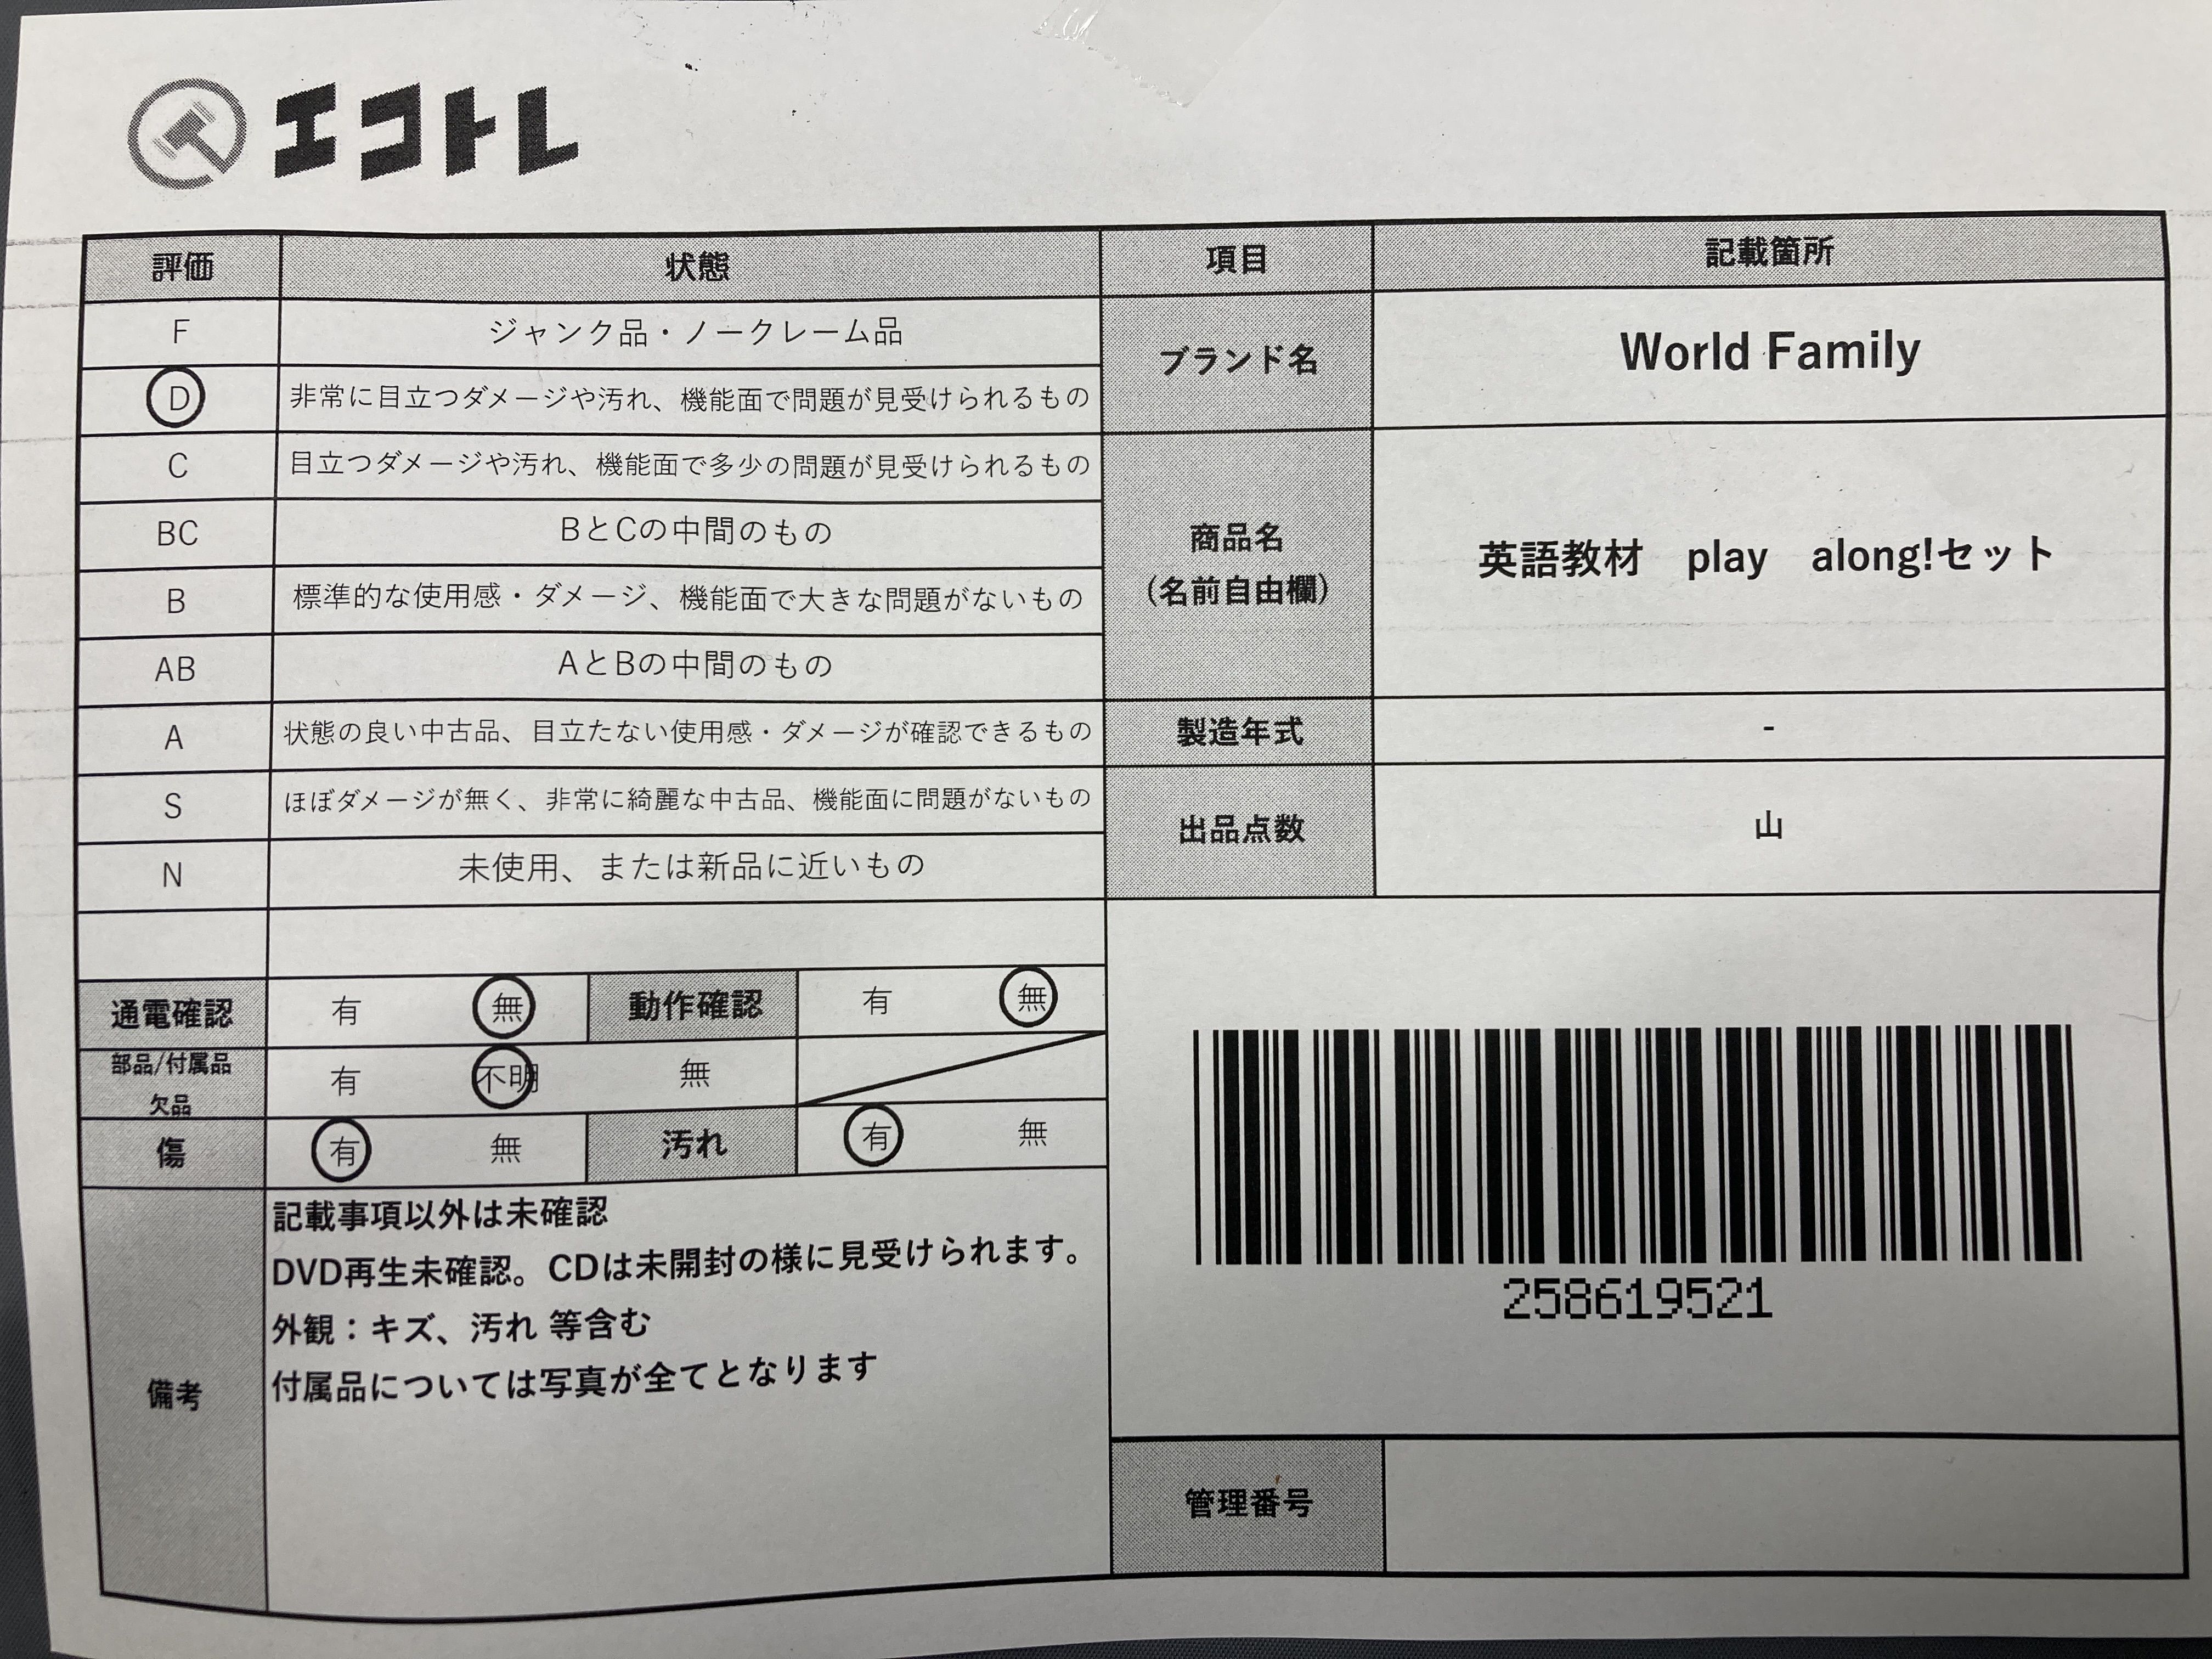 エコトレ
評価 状態 項目 記載箇所
F ジャンク品・ノークレーム品
D 非常に目立つダメージや汚れ、機能面で問題が見受けられるもの
ブランド名 World Family
C 目立つダメージや汚れ、機能面で多少の問題が見受けられるもの
BC BとCの中間のもの
B 標準的な使用感・ダメージ、機能面で大きな問題がないもの
AB AとBの中間のもの
商品名
(名前自由欄)
英語教材 play along!セット
A 状態の良い中古品、目立たない使用感・ダメージが確認できるもの
製造年式 -
S ほぼダメージが無く、非常に綺麗な中古品、機能面に問題がないもの
出品点数 山
N 未使用、または新品に近いもの
通電確認 有 無 動作確認 有 無
部品/付属品
欠品
有 不明 無
傷 有 無 汚れ 有 無
備考
記載事項以外は未確認
DVD再生未確認。CDは未開封の様に見受けられます。
外観：キズ、汚れ 等含む
付属品については写真が全てとなります
258619521
管理番号